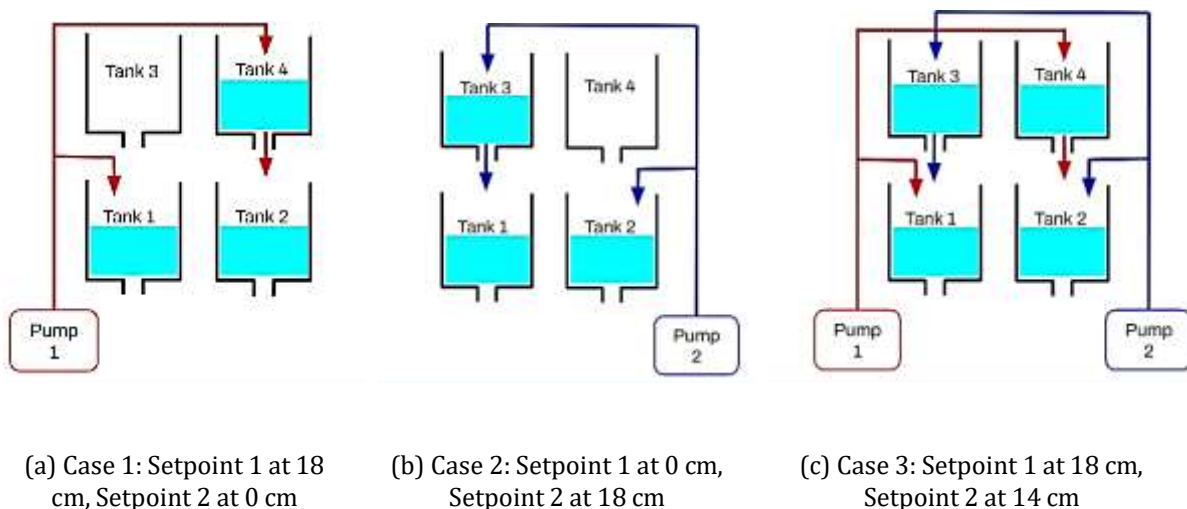 Tank 3
Tank 4
Tank 1
Tank 2
Pump
1
Tank 3
Tank 4
Tank 1
Tank 2
Pump
2
Tank 3
Tank 4
Tank 1
Tank 2
Pump
1
Pump
2
(a) Case 1: Setpoint 1 at 18
cm, Setpoint 2 at 0 cm
(b) Case 2: Setpoint 1 at 0 cm,
Setpoint 2 at 18 cm
(c) Case 3: Setpoint 1 at 18 cm,
Setpoint 2 at 14 cm